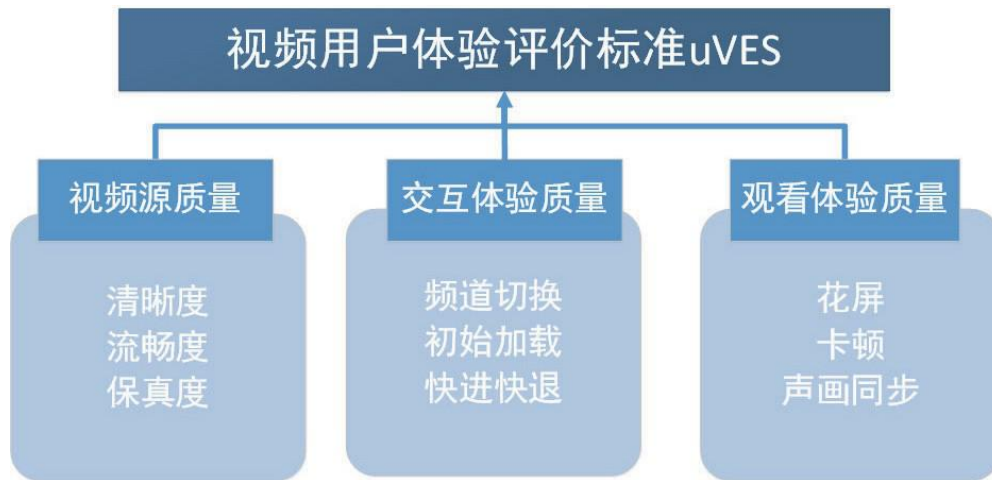 视频用户体验评价标准uVES
视频源质量
清晰度
流畅度
保真度
交互体验质量
频道切换
初始加载
快进快退
观看体验质量
花屏
卡顿
声画同步